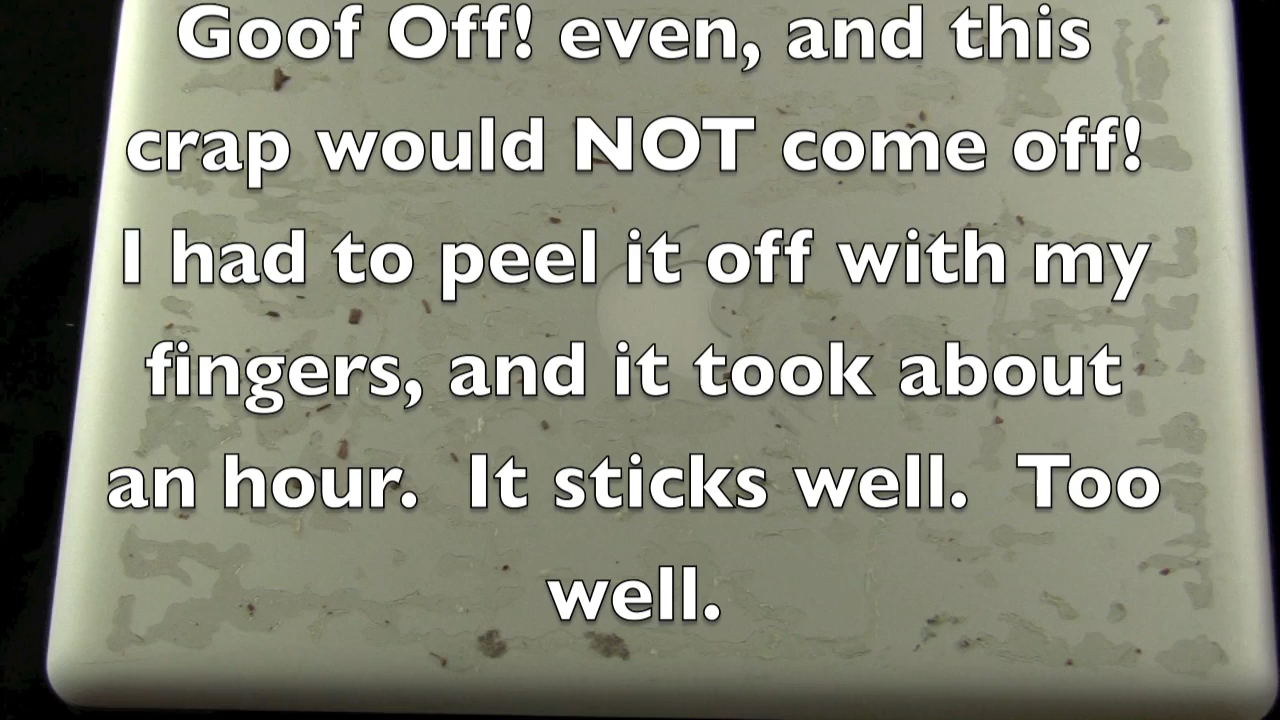 Goof Off! even, and this
crap would NOT come off!
I had to peel it off with my
fingers, and it took about
an hour.  It sticks well.  Too
well.